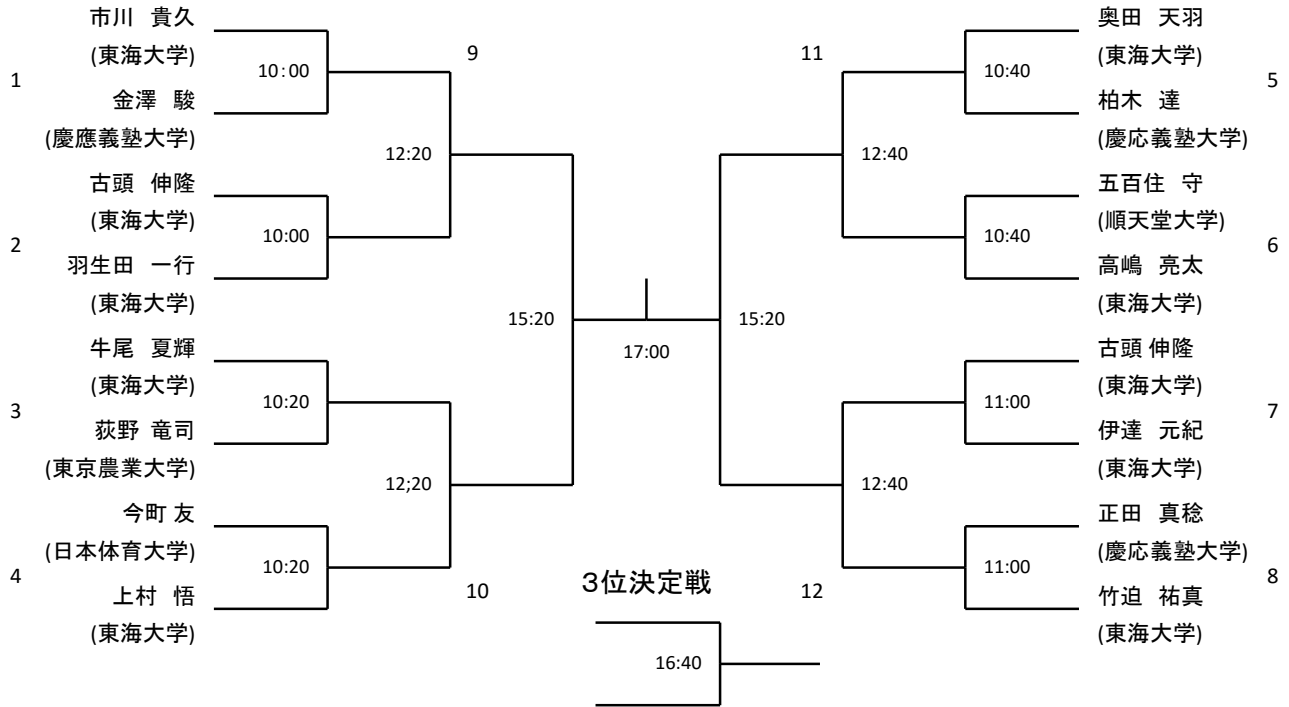 市川 貴久
(東海大学)
1
10:00
金澤 駿
(慶應義塾大学)
9
12:20
古頭 伸隆
(東海大学)
2
10:00
羽生田 一行
(東海大学)
15:20
牛尾 夏輝
(東海大学)
3
10:20
荻野 竜司
(東京農業大学)
12;20
今町 友
(日本体育大学)
4
10:20
上村 悟
(東海大学)
10
17:00
奥田 天羽
(東海大学)
11
10:40
5
柏木 達
(慶応義塾大学)
12:40
五百住 守
(順天堂大学)
10:40
6
高嶋 亮太
(東海大学)
15:20
古頭 伸隆
(東海大学)
11:00
7
伊達 元紀
(東海大学)
12:40
正田 真稔
(慶応義塾大学)
11:00
8
竹迫 祐真
(東海大学)
12
3位決定戦
16:40